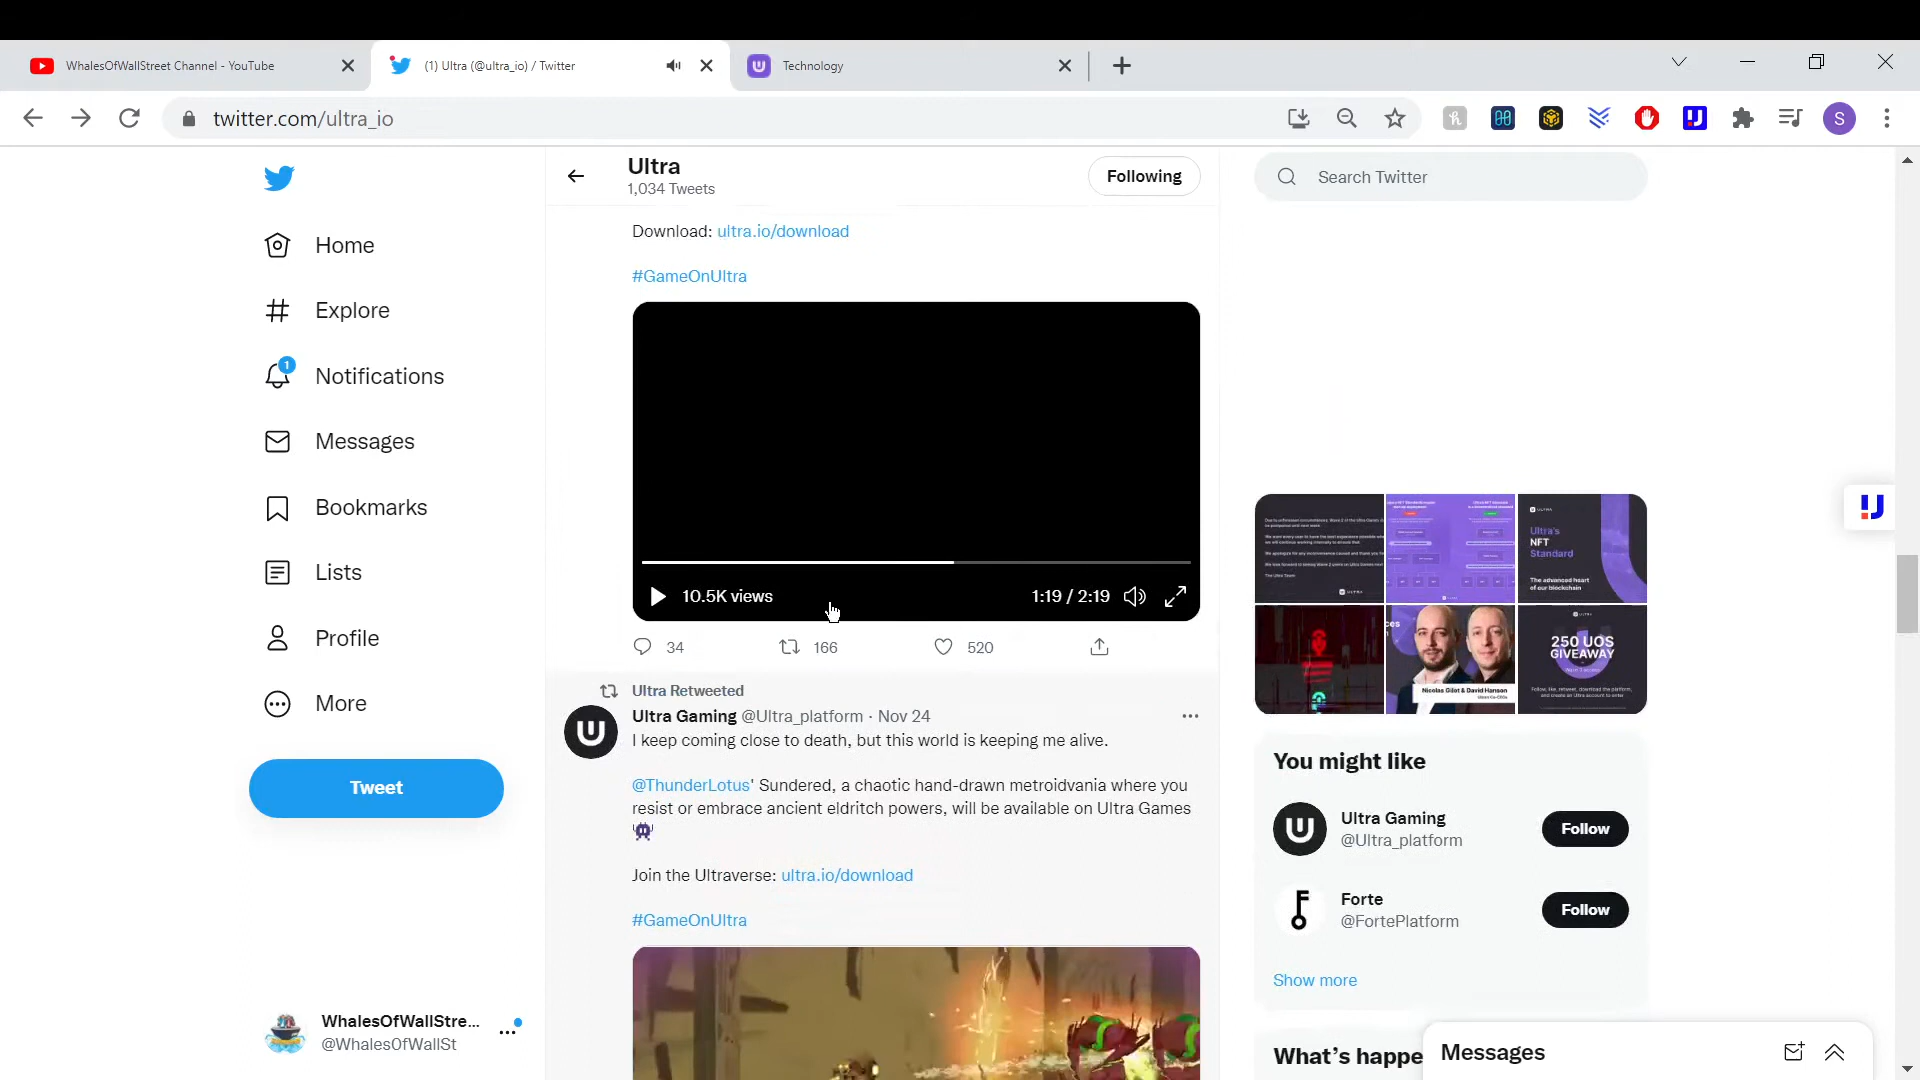 WhalesOfWallStreet Channel - YouTube
(1) Ultra (@ultra_io) / Twitter
Technology
twitter.com/ultra_io
S
Home
Explore
1
Notifications
Messages
Bookmarks
Lists
Profile
More
Tweet
WhalesOfWallStre...
@WhalesOfWallSt
Ultra
1,034 Tweets
Following
Download: ultra.io/download
#GameOnUltra
10.5K views
1:19 / 2:19
34
166
520
Ultra Retweeted
Ultra Gaming @Ultra_platform · Nov 24
I keep coming close to death, but this world is keeping me alive.
@ThunderLotus' Sundered, a chaotic hand-drawn metroidvania where you
resist or embrace ancient eldritch powers, will be available on Ultra Games
Join the Ultraverse: ultra.io/download
#GameOnUltra
Search Twitter
ULTRA
Ultra's
NFT
Standard
The advanced heart
of our blockchain
Nicolas Gilot & David Hanson
250 UOS
GIVEAWAY
You might like
Ultra Gaming
@Ultra_platform
Follow
Forte
@FortePlatform
Follow
Show more
What's happe
Messages